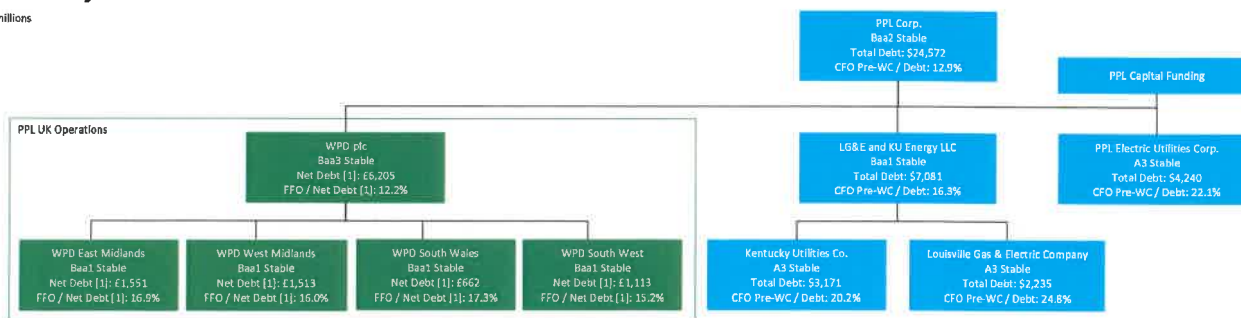 millions
PPL Corp.
Baa2 Stable
Total Debt: $24,572
CFO Pre-WC / Debt: 12.9%
PPL Capital Funding
PPL UK Operations
WPD plc
Baa3 Stable
Net Debt [1]: £6,205
FFO / Net Debt [1]: 12.2%
LG&E and KU Energy LLC
Baa1 Stable
Total Debt: $7,081
CFO Pre-WC / Debt: 16.3%
PPL Electric Utilities Corp.
A3 Stable
Total Debt: $4,240
CFO Pre-WC / Debt: 22.1%
WPD East Midlands
Baa1 Stable
Net Debt [1]: £1,551
FFO / Net Debt [1]: 16.9%
WPD West Midlands
Baa1 Stable
Net Debt [1]: £1,513
FFO / Net Debt [1]: 16.0%
WPD South Wales
Baa1 Stable
Net Debt [1]: £662
FFO / Net Debt [1]: 17.3%
WPD South West
Baa1 Stable
Net Debt [1]: £1,113
FFO / Net Debt [1]: 15.2%
Kentucky Utilities Co.
A3 Stable
Total Debt: $3,171
CFO Pre-WC / Debt: 20.2%
Louisville Gas & Electric Company
A3 Stable
Total Debt: $2,235
CFO Pre-WC / Debt: 24.8%